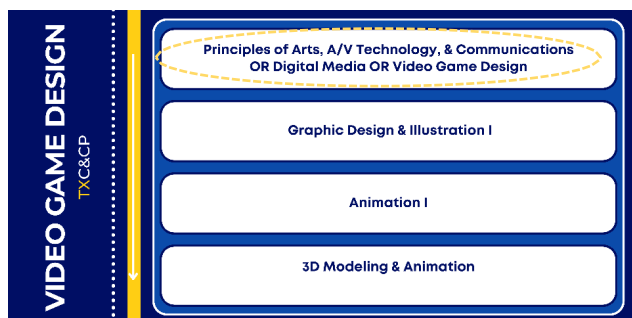 VIDEO GAME DESIGN
TXC&CP
Principles of Arts, A/V Technology, & Communications
OR Digital Media OR Video Game Design
Graphic Design & Illustration I
Animation I
3D Modeling & Animation